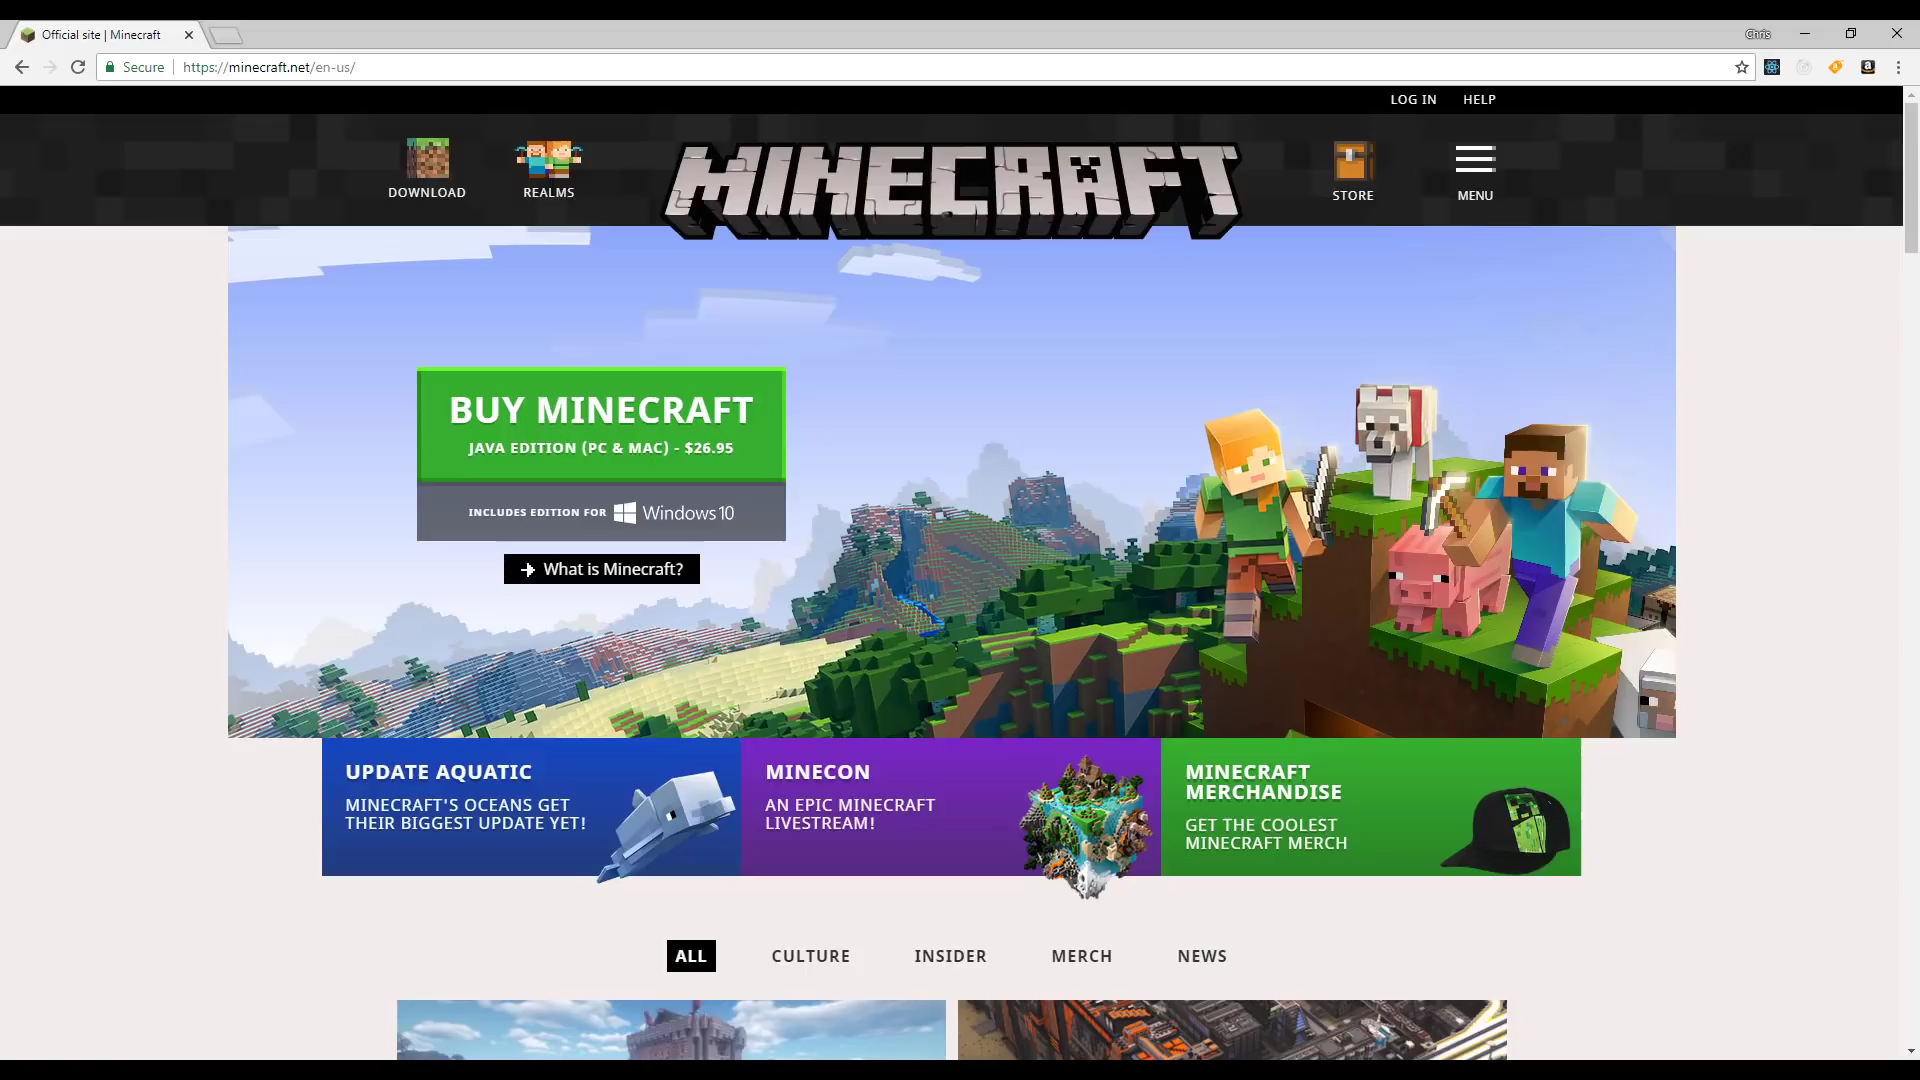 Official site | Minecraft
Chris
Secure
https://minecraft.net/en-us/
LOG IN
HELP
DOWNLOAD
REALMS
MINECRAFT
STORE
MENU
BUY MINECRAFT
JAVA EDITION (PC & MAC) - $26.95
INCLUDES EDITION FOR Windows 10
What is Minecraft?
UPDATE AQUATIC
MINECRAFT'S OCEANS GET
THEIR BIGGEST UPDATE YET!
MINECON
AN EPIC MINECRAFT
LIVESTREAM!
MINECRAFT
MERCHANDISE
GET THE COOLEST
MINECRAFT MERCH
ALL
CULTURE
INSIDER
MERCH
NEWS